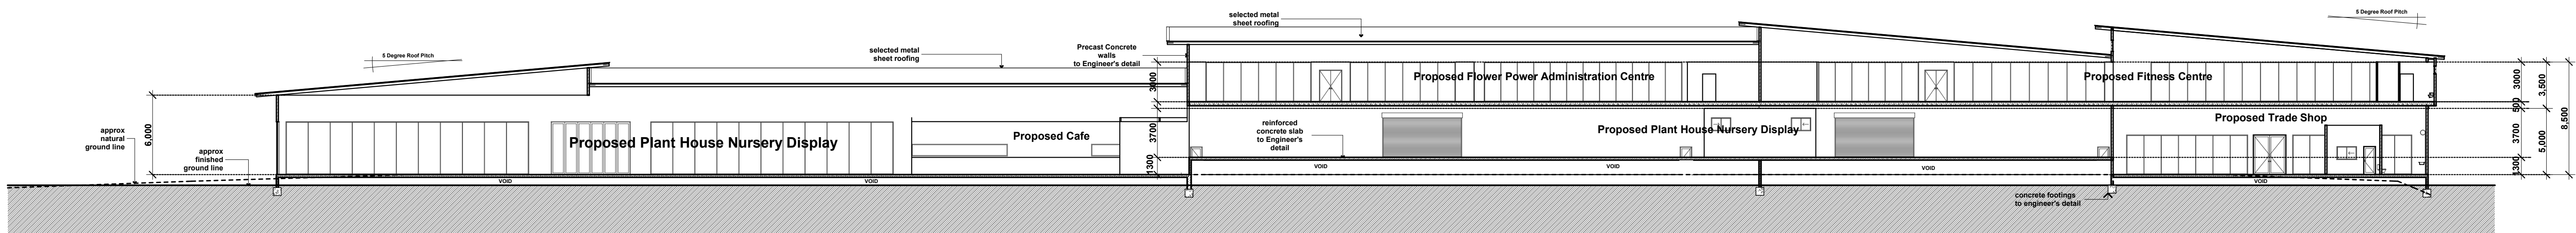 selected metal
sheet roofing
5 Degree Roof Pitch
5 Degree Roof Pitch
selected metal
sheet roofing
Precast Concrete
walls
to Engineer's detail
Proposed Flower Power Administration Centre
Proposed Fitness Centre
3000
3000
3,500
500
8,500
6,000
approx
natural
ground line
approx
finished
ground line
Proposed Plant House Nursery Display
Proposed Cafe
3700
1300
reinforced
concrete slab
to Engineer's
detail
Proposed Plant House Nursery Display
Proposed Trade Shop
3700
5,000
1300
VOID
VOID
VOID
VOID
VOID
VOID
concrete footings
to engineer's detail